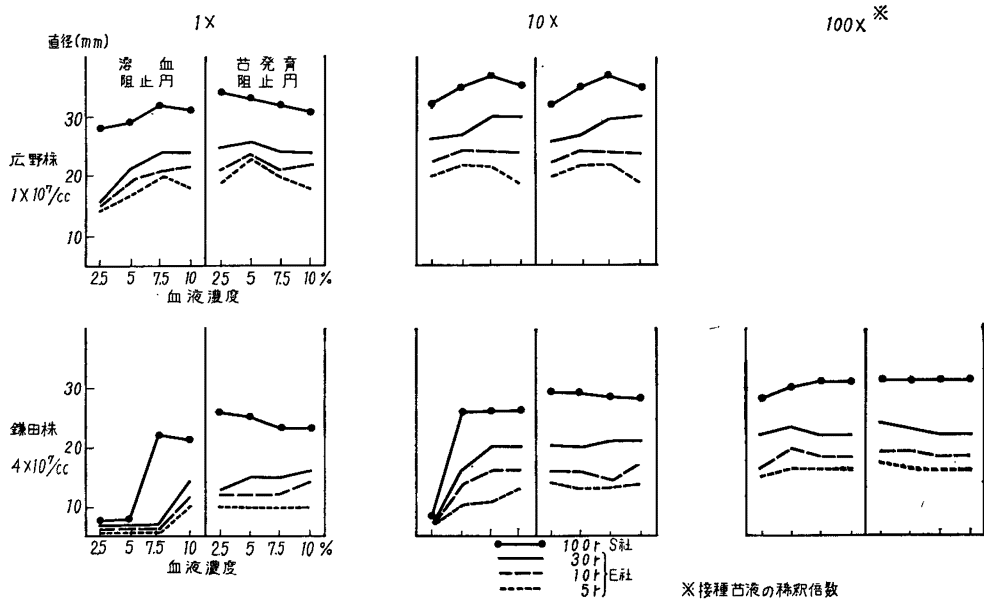 1X
10X
100X ※
直径(mm)
溶血
阻止円
苔発育
阻止円
30
20
10
広野株
1X10⁷/cc
2.5 5 7.5 10 2.5 5 7.5 10 %
血液濃度
30
20
10
鎌田株
4X10⁷/cc
2.5 5 7.5 10 2.5 5 7.5 10 %
血液濃度
100r S社
30r
10r E社
5r
※接種苔液の稀釈倍数